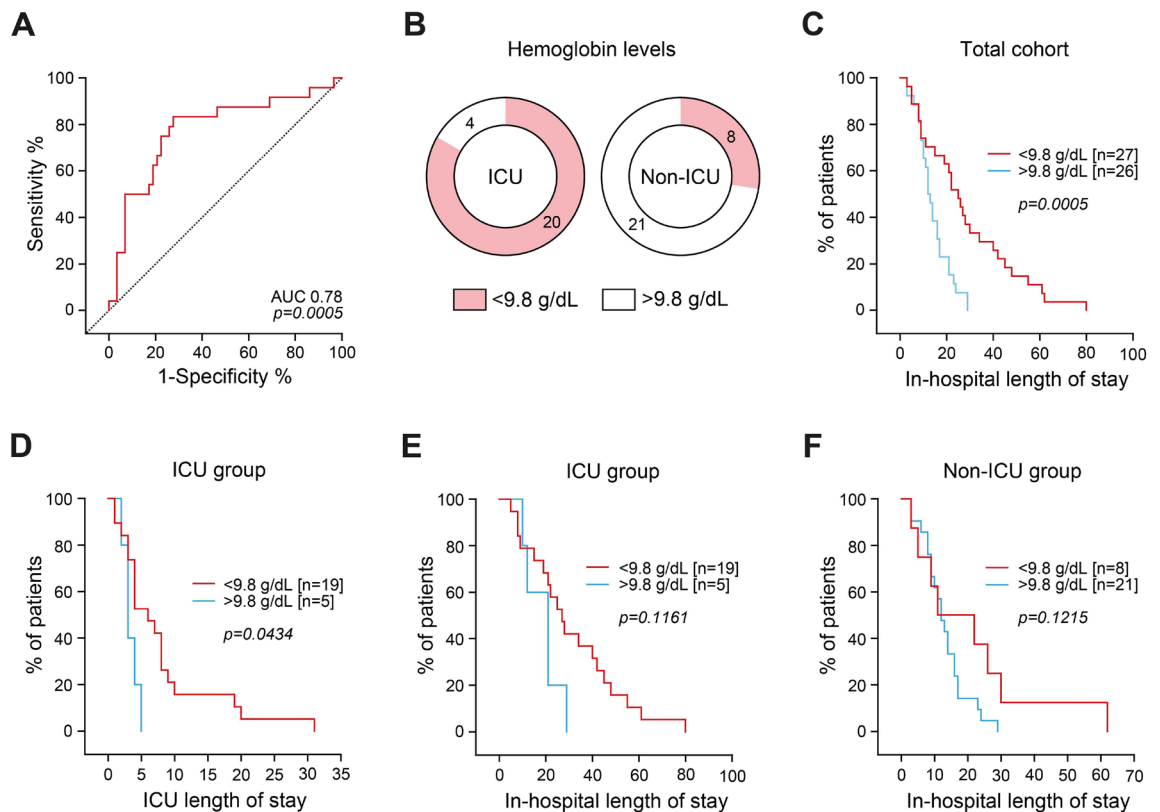 A
Sensitivity %
100
80
60
40
20
0
AUC 0.78
p=0.0005
0 20 40 60 80 100
1-Specificity %
B
Hemoglobin levels
4
ICU
20
8
Non-ICU
21
<9.8 g/dL
>9.8 g/dL
C
Total cohort
% of patients
100
80
60
40
20
0
<9.8 g/dL [n=27]
>9.8 g/dL [n=26]
p=0.0005
0 20 40 60 80 100
In-hospital length of stay
D
ICU group
% of patients
100
80
60
40
20
0
<9.8 g/dL [n=19]
>9.8 g/dL [n=5]
p=0.0434
0 5 10 15 20 25 30 35
ICU length of stay
E
ICU group
% of patients
100
80
60
40
20
0
<9.8 g/dL [n=19]
>9.8 g/dL [n=5]
p=0.1161
0 20 40 60 80 100
In-hospital length of stay
F
Non-ICU group
% of patients
100
80
60
40
20
0
<9.8 g/dL [n=8]
>9.8 g/dL [n=21]
p=0.1215
0 10 20 30 40 50 60 70
In-hospital length of stay